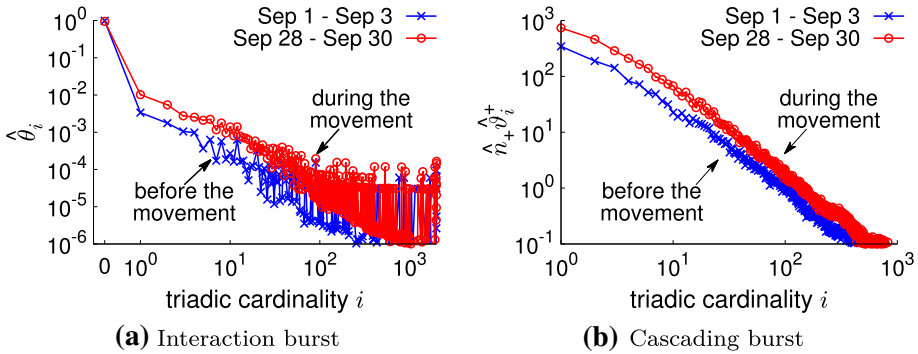 Sep 1 - Sep 3
Sep 28 - Sep 30
10^0
10^-2
10^-3
10^-4
10^-5
10^-6
θ̂_i
during the
movement
before the
movement
0
10^0
10^1
10^2
10^3
triadic cardinality i
(a) Interaction burst
Sep 1 - Sep 3
Sep 28 - Sep 30
10^3
10^2
10^1
10^0
10^-1
n̂_+ϑ̂_i^+
during the
movement
before the
movement
10^0
10^1
10^2
10^3
triadic cardinality i
(b) Cascading burst